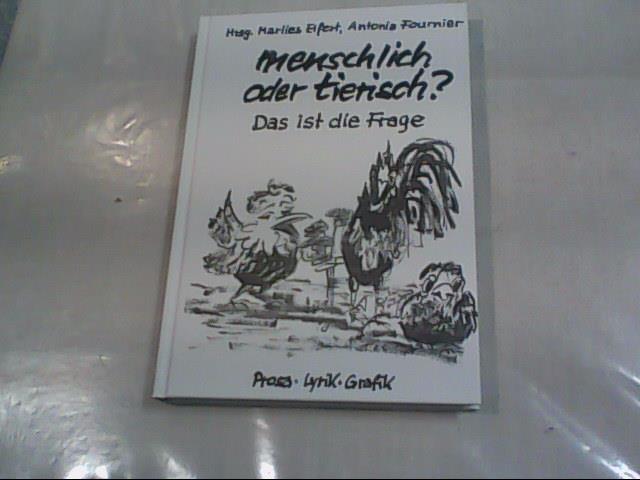 Hrsg. Marlies Eifert, Antonia Fournier
menschlich
oder tierisch?
Das ist die Frage
Prosa • Lyrik • Grafik